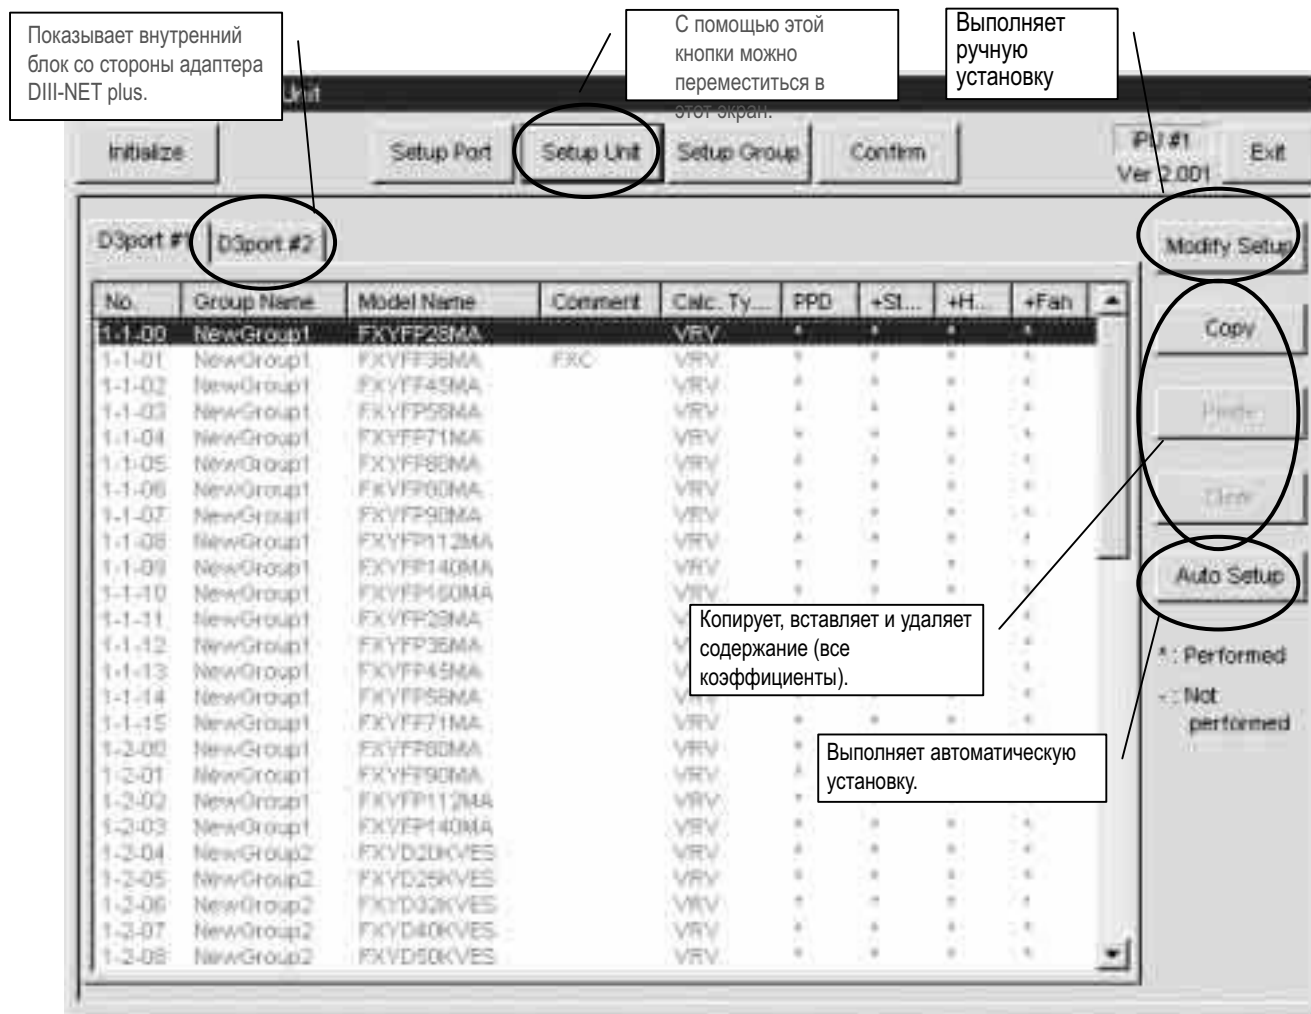 Показывает внутренний
блок со стороны адаптера
DIII-NET plus.
С помощью этой
кнопки можно
переместиться в
этот экран.
Выполняет
ручную
установку
Unit
Initialize Setup Port Setup Unit Setup Group Confirm iPU #1 Exit
Ver 2.001
D3port #1 D3port #2
Modify Setup
Copy
Paste
Clear
Auto Setup
* : Performed
- : Not
performed
No. Group Name Model Name Comment Calc. Ty... PPD +St... +H... +Fan
1-1-00 NewGroup1 FXYFP28MA VRV * * * *
1-1-01 NewGroup1 FXYFP36MA FXC VRV * * * *
1-1-02 NewGroup1 FXYFP45MA VRV * * * *
1-1-03 NewGroup1 FXYFP56MA VRV * * * *
1-1-04 NewGroup1 FXYFP71MA VRV * * * *
1-1-05 NewGroup1 FXYFP80MA VRV * * * *
1-1-06 NewGroup1 VRV * * * *
1-1-07 NewGroup1 FXYFP90MA VRV * * * *
1-1-08 NewGroup1 FXYFP112MA VRV * * * *
1-1-09 NewGroup1 FXYFP140MA VRV * * * *
1-1-10 NewGroup1 FXYFP160MA VRV * * * *
1-1-11 NewGroup1 FXYFP28MA
1-1-12 NewGroup1 FXYFP36MA
1-1-13 NewGroup1 FXYFP45MA
1-1-14 NewGroup1 FXYFP56MA
1-1-15 NewGroup1 FXYFP71MA VRV * * * *
1-2-00 NewGroup1 FXYFP80MA VRV *
1-2-01 NewGroup1 FXYFP90MA VRV *
1-2-02 NewGroup1 FXYFP112MA VRV *
1-2-03 NewGroup1 FXYFP140MA VRV * * * *
1-2-04 NewGroup2 FXYD20KVES VRV * * * *
1-2-05 NewGroup2 FXYD25KVES VRV * * * *
1-2-06 NewGroup2 FXYD32KVES VRV * * * *
1-2-07 NewGroup2 FXYD40KVES VRV * * * *
1-2-08 NewGroup2 FXYD50KVES VRV * * * *
Копирует, вставляет и удаляет
содержание (все
коэффициенты).
Выполняет автоматическую
установку.